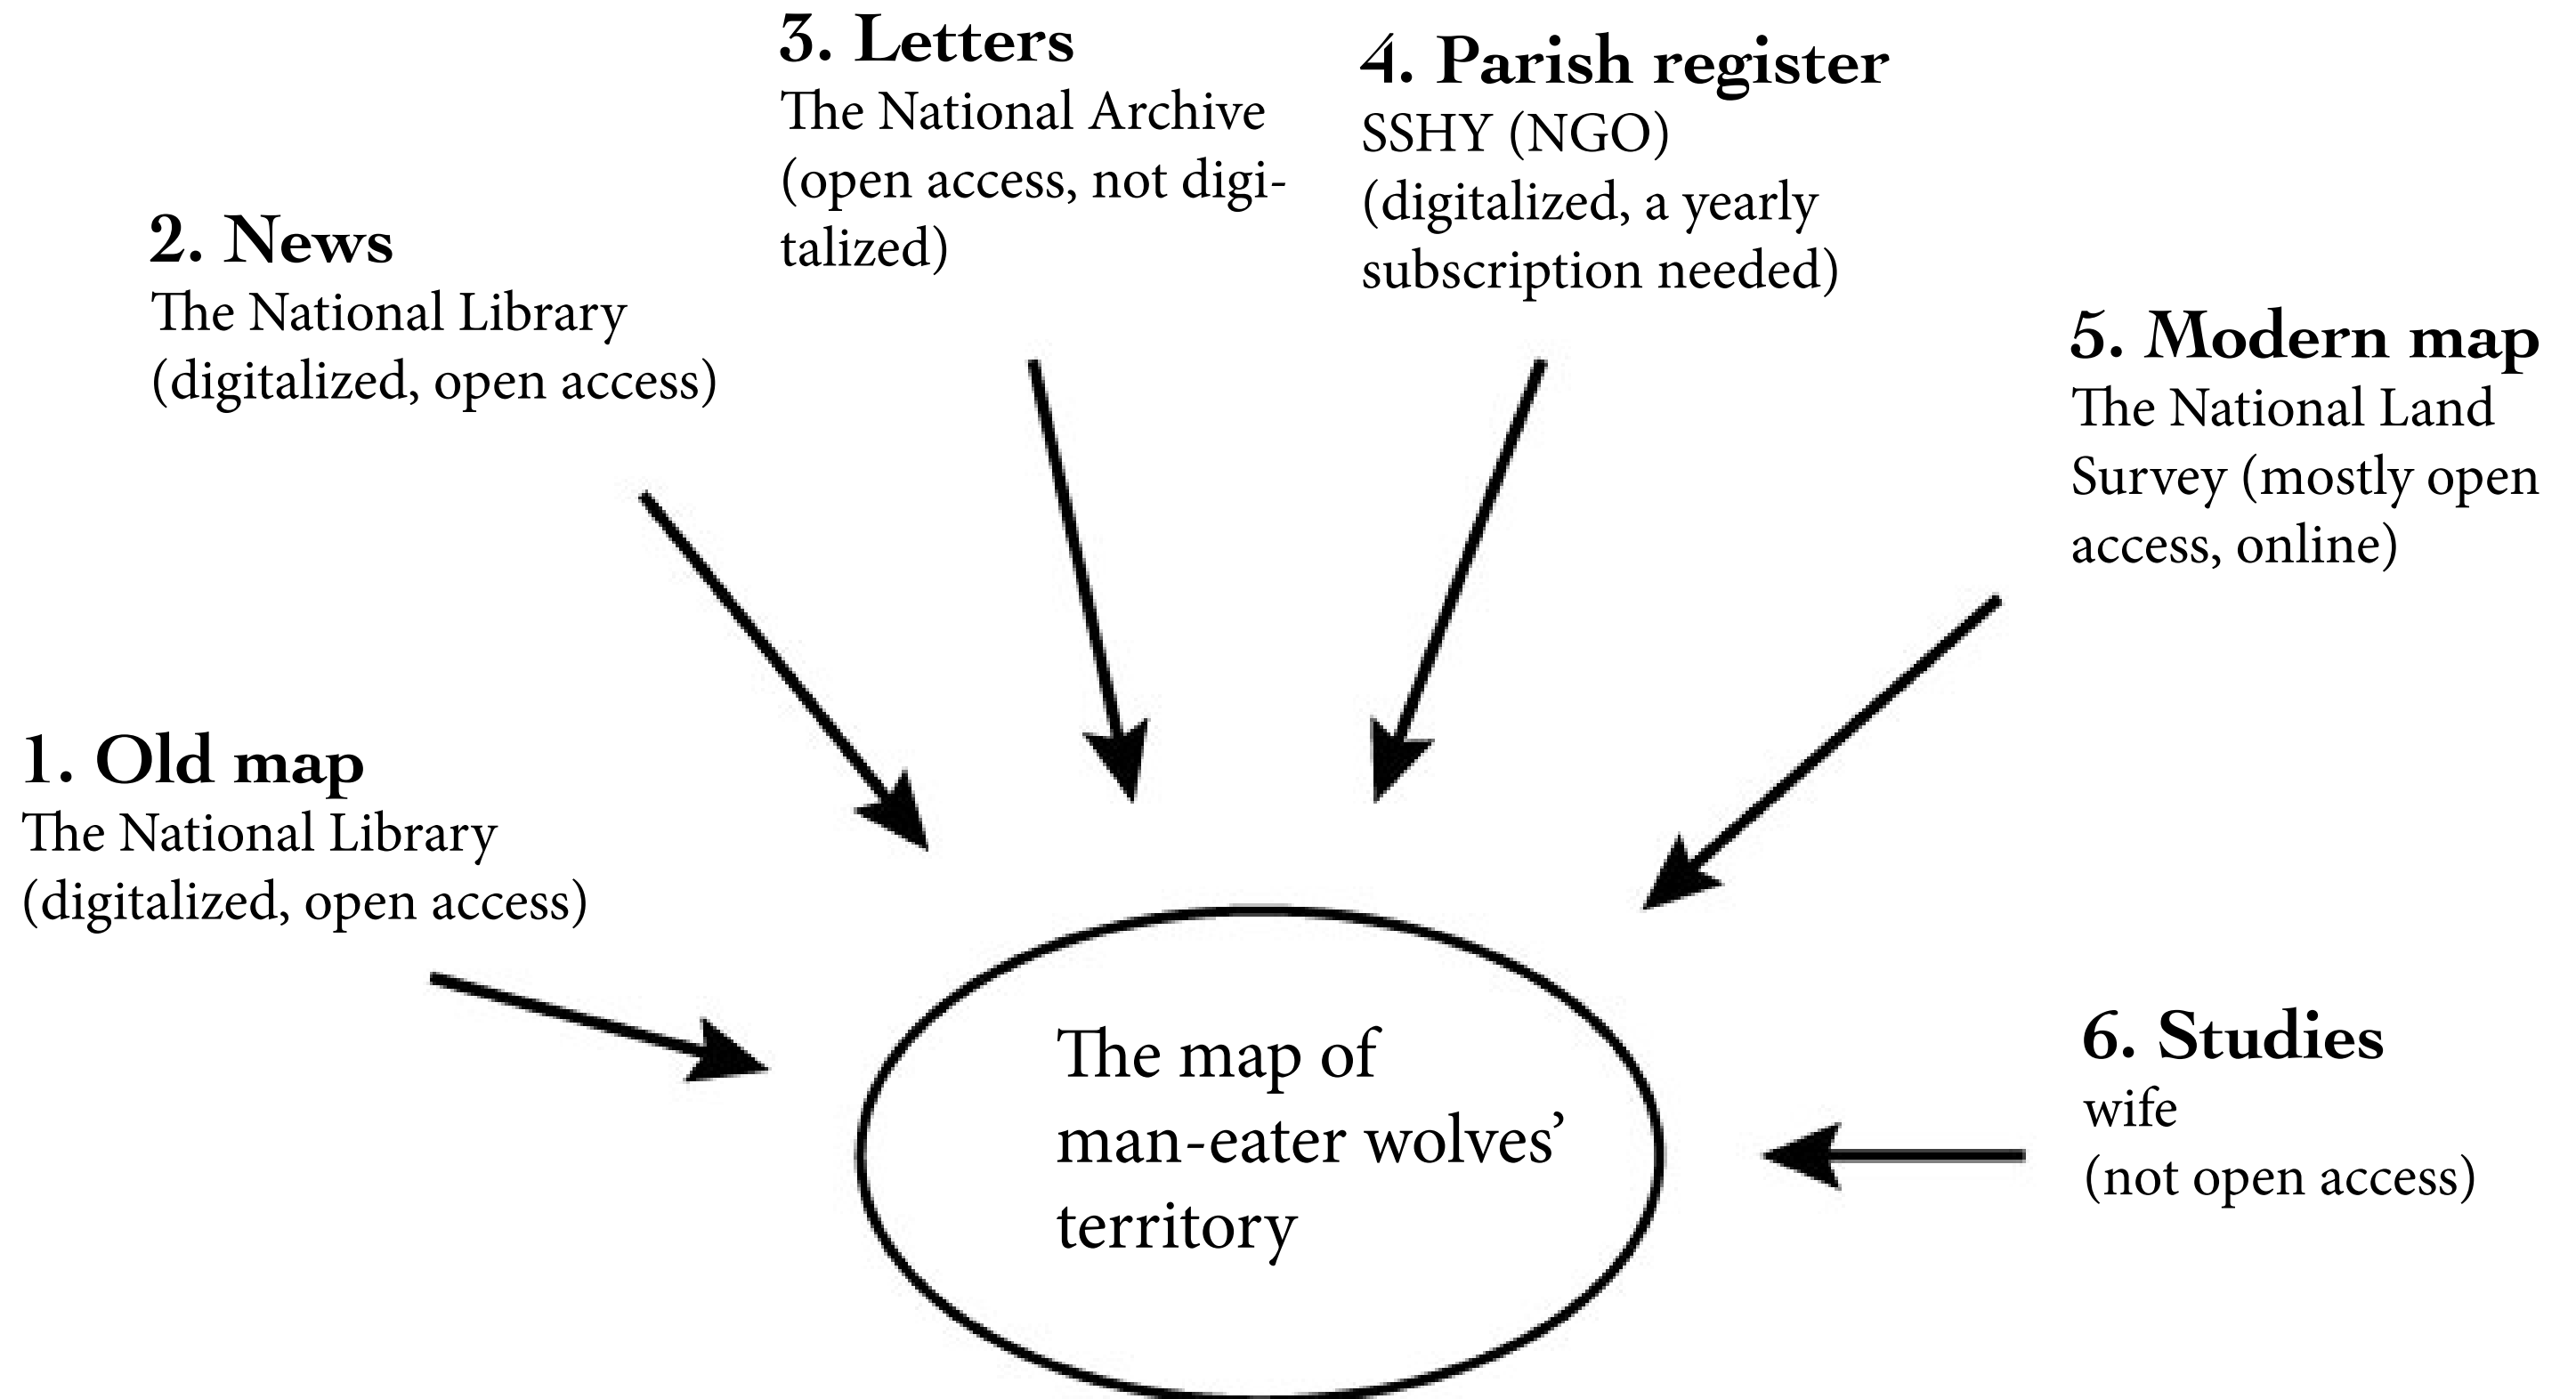 1. Old map
The National Library
(digitalized, open access)
2. News
The National Library
(digitalized, open access)
3. Letters
The National Archive
(open access, not digi-
talized)
4. Parish register
SSHY (NGO)
(digitalized, a yearly
subscription needed)
5. Modern map
The National Land
Survey (mostly open
access, online)
6. Studies
wife
(not open access)
The map of
man-eater wolves’
territory